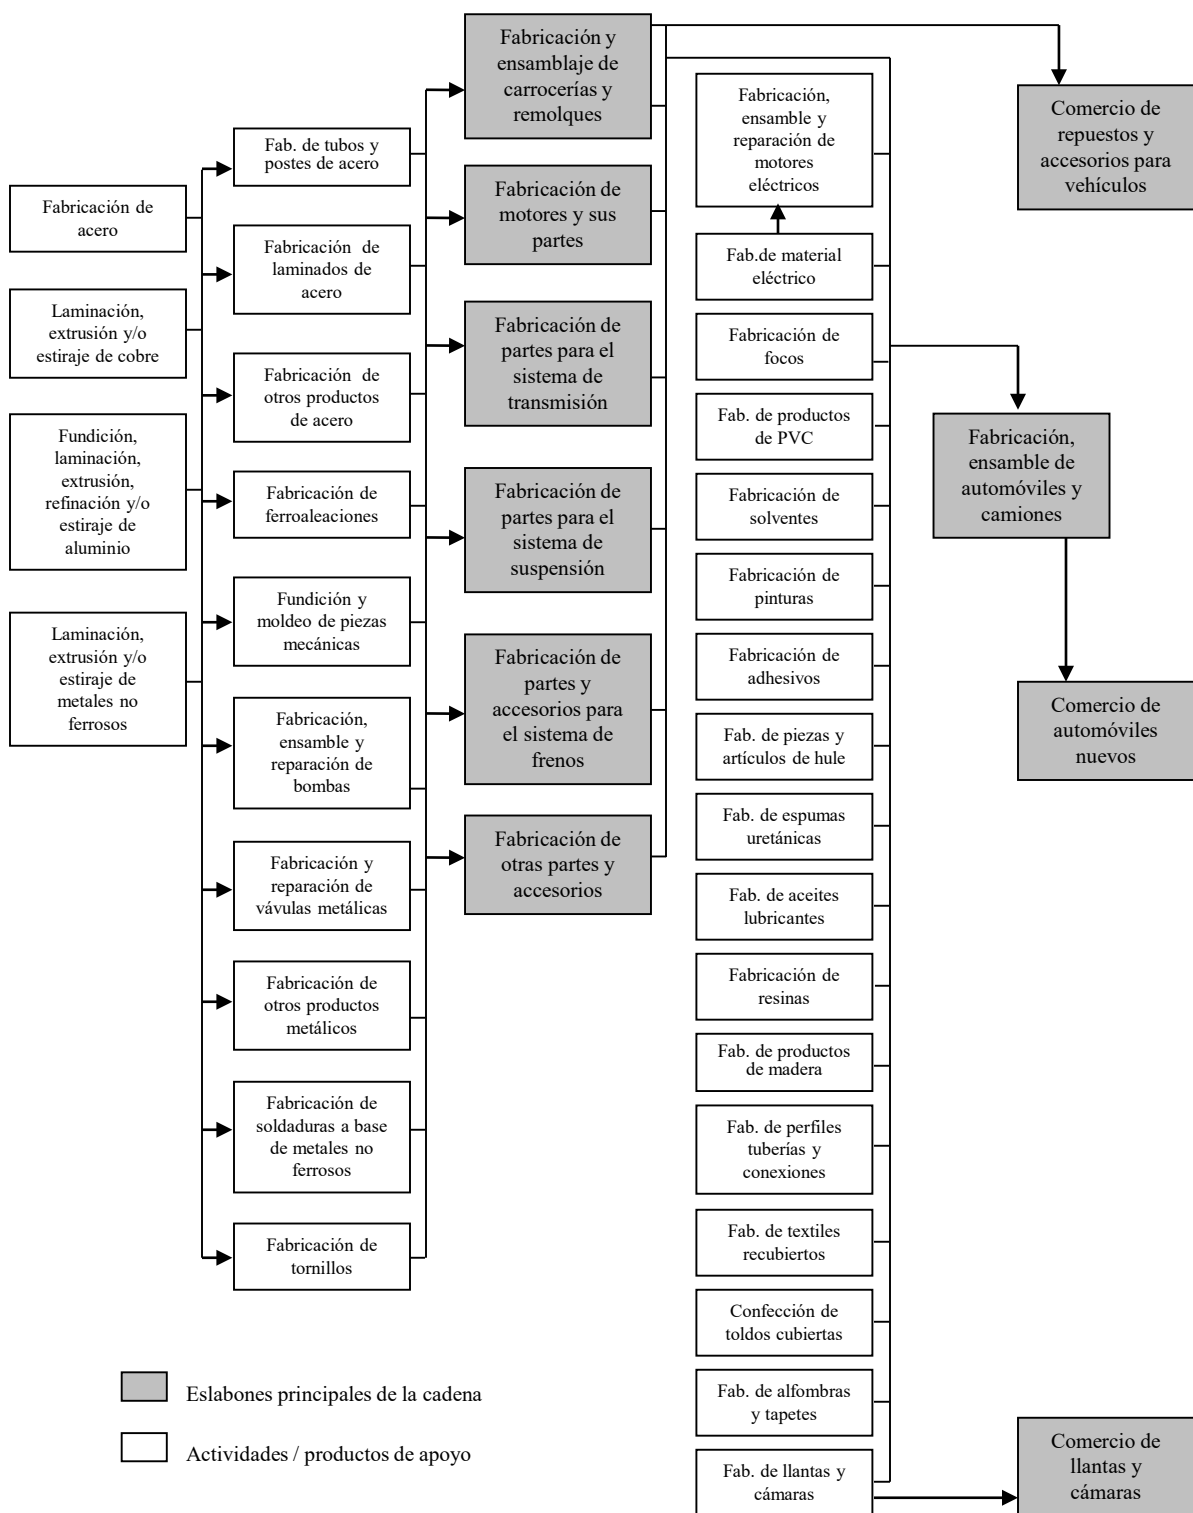 Fabricación de
acero
Laminación,
extrusión y/o
estiraje de cobre
Fundición,
laminación,
extrusión,
refinación y/o
estiraje de
aluminio
Laminación,
extrusión y/o
estiraje de
metales no
ferrosos
Fab. de tubos y
postes de acero
Fabricación de
laminados de
acero
Fabricación de
otros productos
de acero
Fabricación de
ferroaleaciones
Fundición y
moldeo de piezas
mecánicas
Fabricación,
ensamble y
reparación de
bombas
Fabricación y
reparación de
vávulas metálicas
Fabricación de
otros productos
metálicos
Fabricación de
soldaduras a base
de metales no
ferrosos
Fabricación de
tornillos
Fabricación y
ensamblaje de
carrocerías y
remolques
Fabricación de
motores y sus
partes
Fabricación de
partes para el
sistema de
transmisión
Fabricación de
partes para el
sistema de
suspensión
Fabricación de
partes y
accesorios para
el sistema de
frenos
Fabricación de
otras partes y
accesorios
Fabricación,
ensamble y
reparación de
motores
eléctricos
Fab.de material
eléctrico
Fabricación de
focos
Fab. de productos
de PVC
Fabricación de
solventes
Fabricación de
pinturas
Fabricación de
adhesivos
Fab. de piezas y
artículos de hule
Fab. de espumas
uretánicas
Fab. de aceites
lubricantes
Fabricación de
resinas
Fab. de productos
de madera
Fab. de perfiles
tuberías y
conexiones
Fab. de textiles
recubiertos
Confección de
toldos cubiertas
Fab. de alfombras
y tapetes
Fab. de llantas y
cámaras
Comercio de
repuestos y
accesorios para
vehículos
Fabricación,
ensamble de
automóviles y
camiones
Comercio de
automóviles
nuevos
Comercio de
llantas y
cámaras
Eslabones principales de la cadena
Actividades / productos de apoyo